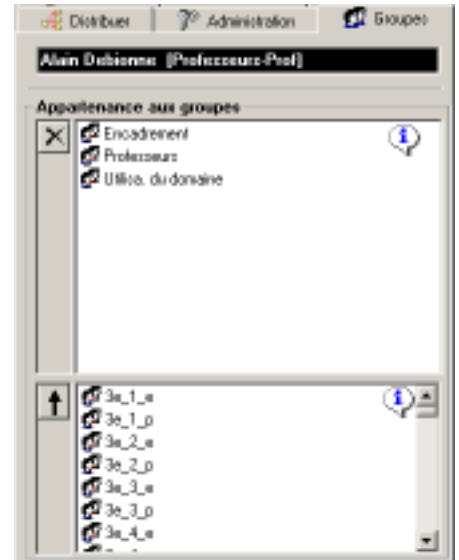 Distribuer
Administration
Groupes
Alain Debionne [Professeurs-Prof]
Appartenance aux groupes
Encadrement
Professeurs
Utilisa. du domaine
3e_1_e
3e_1_p
3e_2_e
3e_2_p
3e_3_e
3e_3_p
3e_4_e